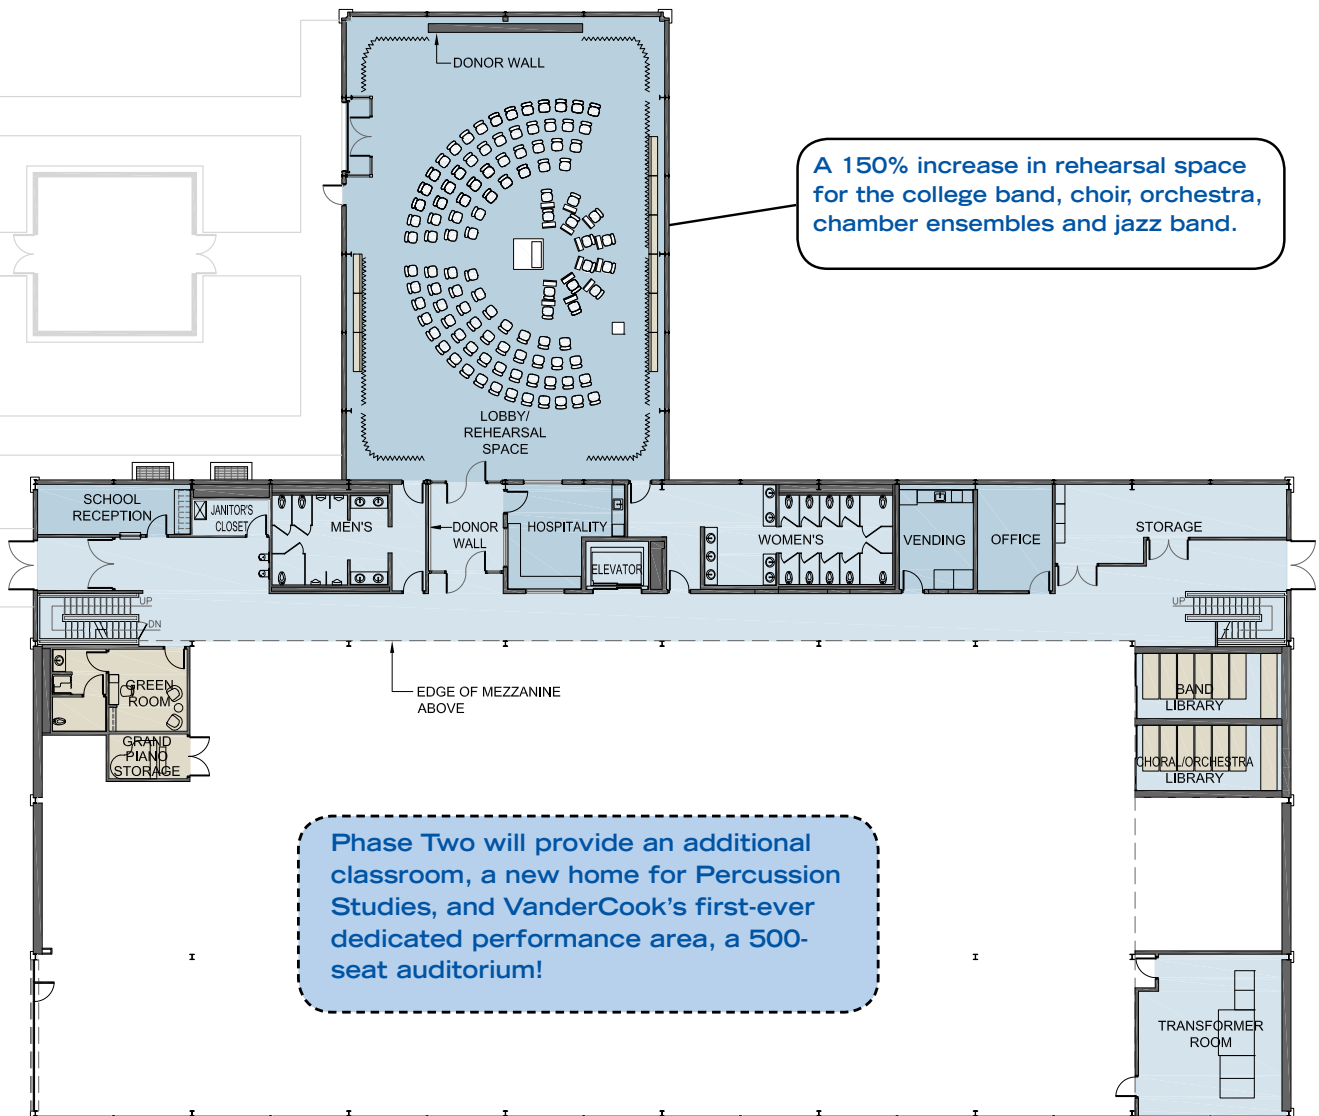 DONOR WALL
A 150% increase in rehearsal space
for the college band, choir, orchestra,
chamber ensembles and jazz band.
LOBBY/
REHEARSAL
SPACE
SCHOOL
RECEPTION
JANITOR'S
CLOSET
MEN'S
DONOR
WALL
HOSPITALITY
ELEVATOR
WOMEN'S
VENDING
OFFICE
STORAGE
UP
DN
UP
EDGE OF MEZZANINE
ABOVE
GREEN
ROOM
GRAND
PIANO
STORAGE
BAND
LIBRARY
CHORAL/ORCHESTRA
LIBRARY
Phase Two will provide an additional
classroom, a new home for Percussion
Studies, and VanderCook's first-ever
dedicated performance area, a 500-
seat auditorium!
TRANSFORMER
ROOM